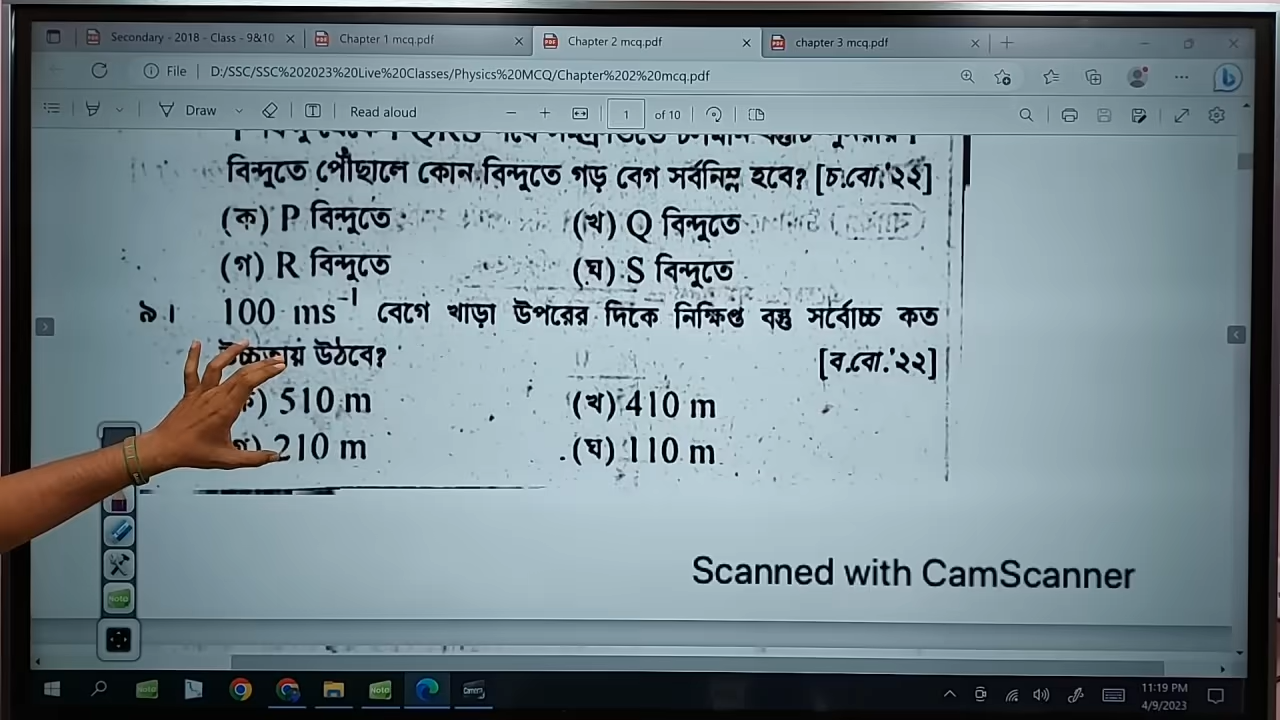 Secondary - 2018 - Class - 9&10
Chapter 1 mcq.pdf
Chapter 2 mcq.pdf
chapter 3 mcq.pdf
File
D:/SSC/SSC%202023%20Live%20Classes/Physics%20MCQ/Chapter%202%20mcq.pdf
Draw
Read aloud
1 of 10
বিন্দুতে পৌঁছালে কোন বিন্দুতে গড় বেগ সর্বনিম্ন হবে? [চ.বো.'২২]
(ক) P বিন্দুতে (খ) Q বিন্দুতে
(গ) R বিন্দুতে (ঘ) S বিন্দুতে
৯। 100 ms⁻¹ বেগে খাড়া উপরের দিকে নিক্ষিপ্ত বস্তু সর্বোচ্চ কত
উঠবে? [ব.বো.'২২]
510 m (খ) 410 m
210 m (ঘ) 110 m
Scanned with CamScanner
Note
Note
Note
11:19 PM
4/9/2023